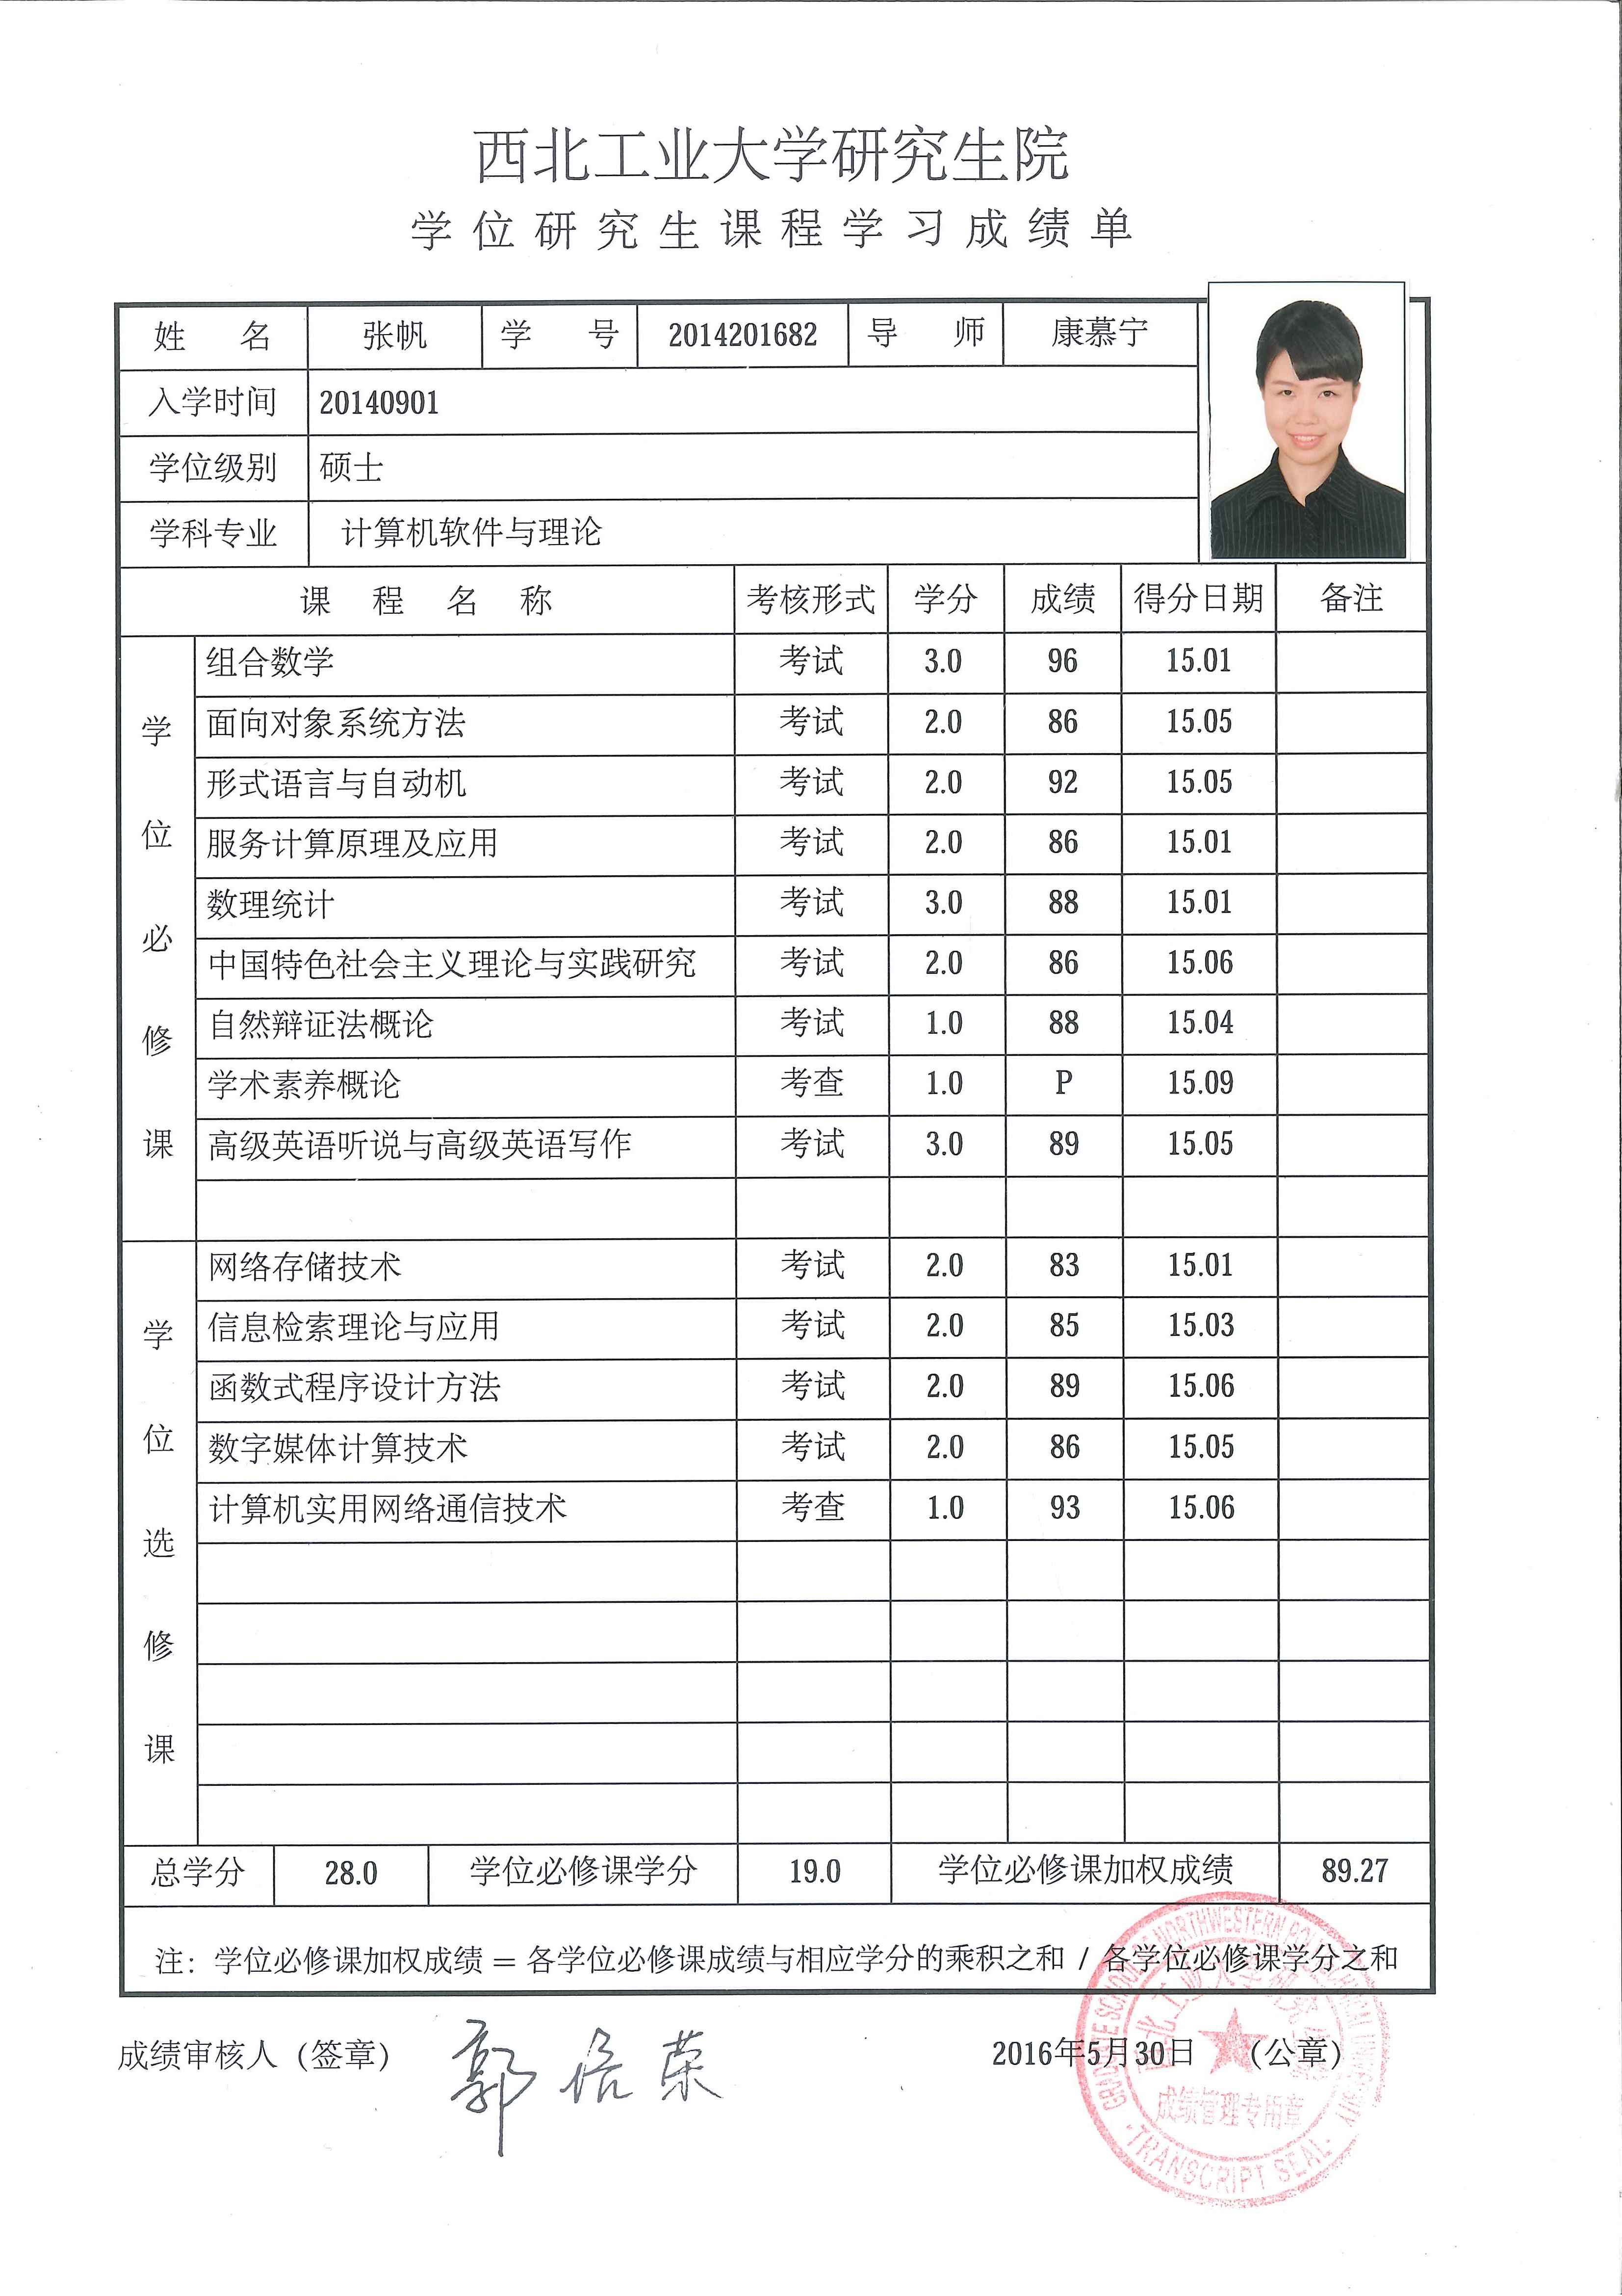 西北工业大学研究生院
学位研究生课程学习成绩单
姓 名 张帆 学 号 2014201682 导 师 康慕宁
入学时间 20140901
学位级别 硕士
学科专业 计算机软件与理论
课 程 名 称 考核形式 学分 成绩 得分日期 备注
学位必修课
组合数学 考试 3.0 96 15.01
面向对象系统方法 考试 2.0 86 15.05
形式语言与自动机 考试 2.0 92 15.05
服务计算原理及应用 考试 2.0 86 15.01
数理统计 考试 3.0 88 15.01
中国特色社会主义理论与实践研究 考试 2.0 86 15.06
自然辩证法概论 考试 1.0 88 15.04
学术素养概论 考查 1.0 P 15.09
高级英语听说与高级英语写作 考试 3.0 89 15.05
学位选修课
网络存储技术 考试 2.0 83 15.01
信息检索理论与应用 考试 2.0 85 15.03
函数式程序设计方法 考试 2.0 89 15.06
数字媒体计算技术 考试 2.0 86 15.05
计算机实用网络通信技术 考查 1.0 93 15.06
总学分 28.0 学位必修课学分 19.0 学位必修课加权成绩 89.27
注：学位必修课加权成绩 = 各学位必修课成绩与相应学分的乘积之和 / 各学位必修课学分之和
成绩审核人（签章） 郭 荣 2016年5月30日 （公章）
GRADUATE SCHOOL OF NORTHWESTERN POLYTECHNICAL UNIVERSITY
西北工业大学研究生院
成绩管理专用章
·TRANSCRIPT SEAL·